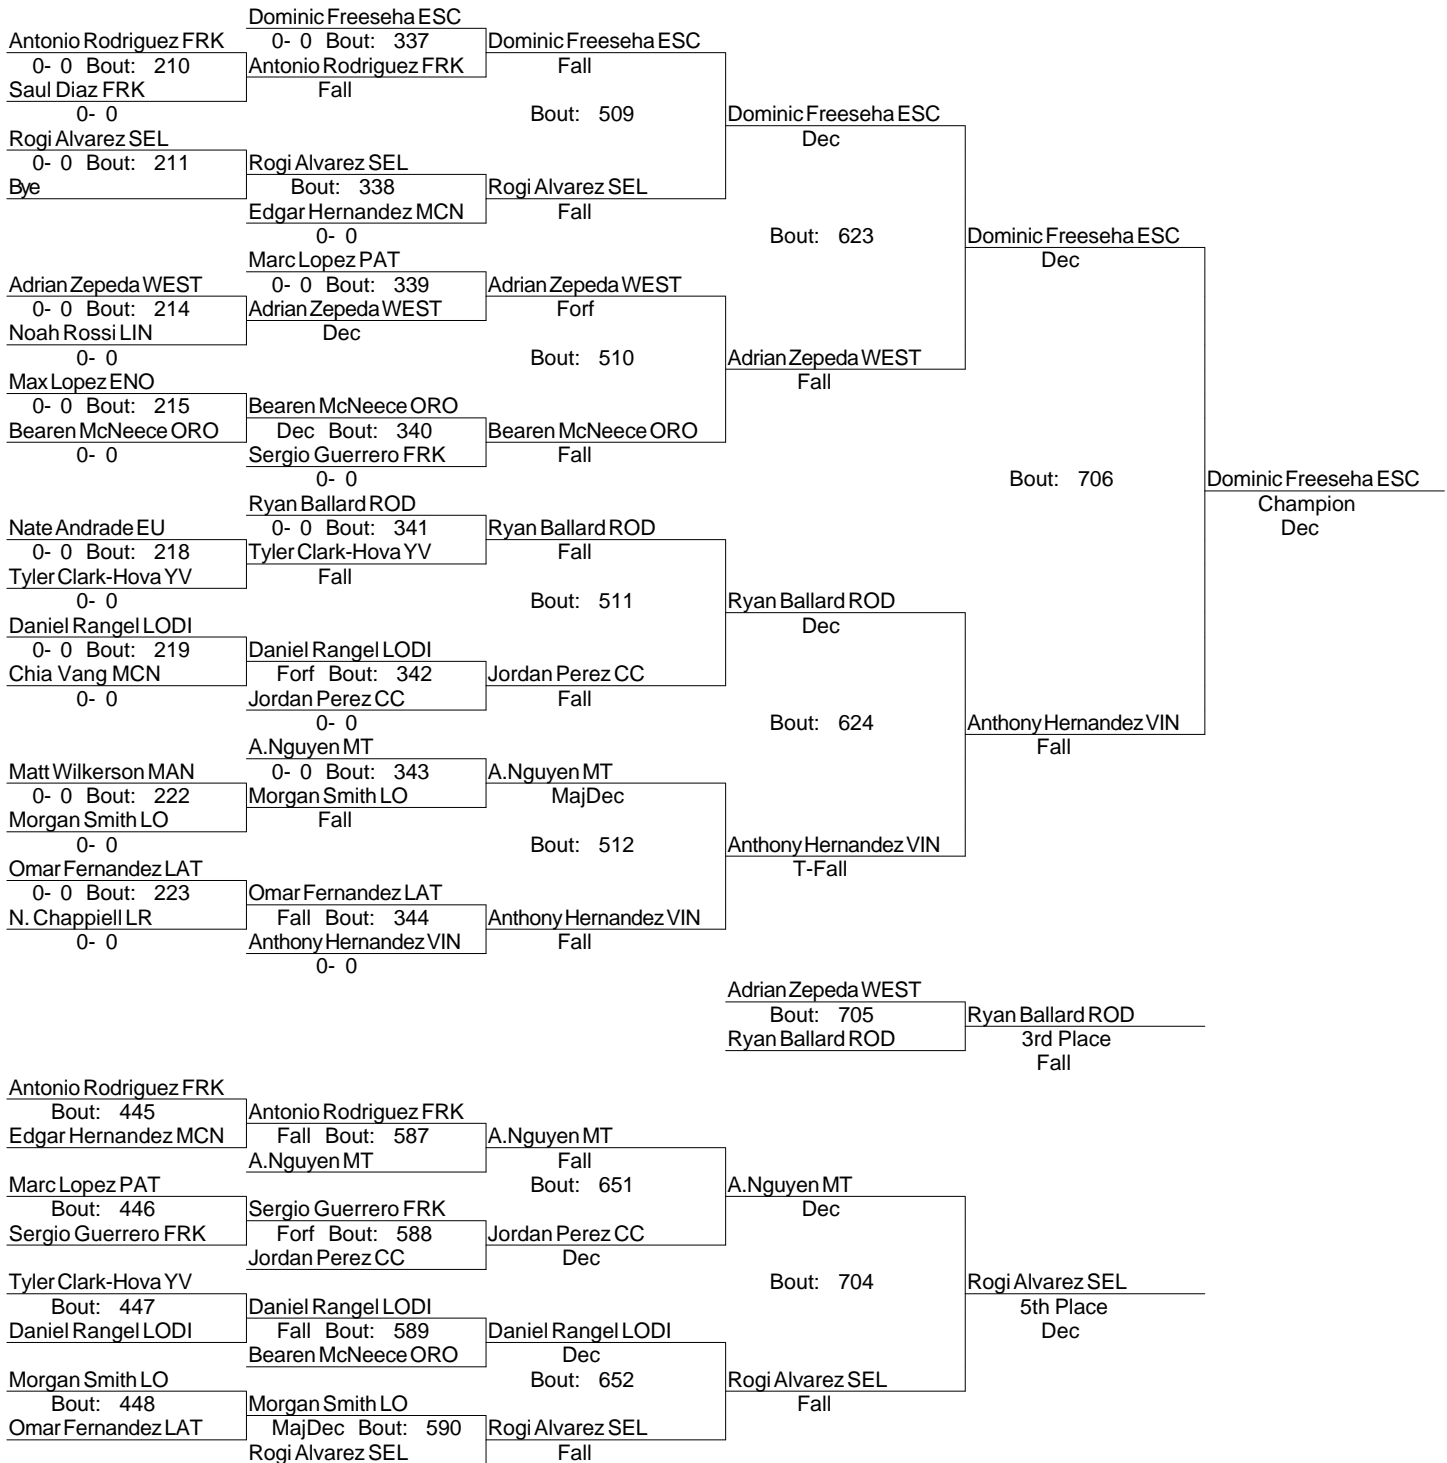 Dominic Freeseha ESC
Antonio Rodriguez FRK 0- 0 Bout: 337 Dominic Freeseha ESC
0- 0 Bout: 210 Antonio Rodriguez FRK Fall
Saul Diaz FRK Fall
0- 0 Bout: 509 Dominic Freeseha ESC
Rogi Alvarez SEL Dec
0- 0 Bout: 211 Rogi Alvarez SEL
Bye Bout: 338 Rogi Alvarez SEL
Edgar Hernandez MCN Fall
0- 0 Bout: 623 Dominic Freeseha ESC
Marc Lopez PAT Dec
Adrian Zepeda WEST 0- 0 Bout: 339 Adrian Zepeda WEST
0- 0 Bout: 214 Adrian Zepeda WEST Forf
Noah Rossi LIN Dec
0- 0 Bout: 510 Adrian Zepeda WEST
Max Lopez ENO Fall
0- 0 Bout: 215 Bearen McNeece ORO
Bearen McNeece ORO Dec Bout: 340 Bearen McNeece ORO
0- 0 Sergio Guerrero FRK Fall
0- 0 Bout: 706 Dominic Freeseha ESC
Ryan Ballard ROD Champion
Nate Andrade EU 0- 0 Bout: 341 Ryan Ballard ROD Dec
0- 0 Bout: 218 Tyler Clark-Hova YV Fall
Tyler Clark-Hova YV Fall
0- 0 Bout: 511 Ryan Ballard ROD
Daniel Rangel LODI Dec
0- 0 Bout: 219 Daniel Rangel LODI
Chia Vang MCN Forf Bout: 342 Jordan Perez CC
0- 0 Jordan Perez CC Fall
0- 0 Bout: 624 Anthony Hernandez VIN
A.Nguyen MT Fall
Matt Wilkerson MAN 0- 0 Bout: 343 A.Nguyen MT
0- 0 Bout: 222 Morgan Smith LO MajDec
Morgan Smith LO Fall
0- 0 Bout: 512 Anthony Hernandez VIN
Omar Fernandez LAT T-Fall
0- 0 Bout: 223 Omar Fernandez LAT
N. Chappiell LR Fall Bout: 344 Anthony Hernandez VIN
0- 0 Anthony Hernandez VIN Fall
0- 0
Adrian Zepeda WEST
Bout: 705 Ryan Ballard ROD
Ryan Ballard ROD 3rd Place
Fall
Antonio Rodriguez FRK
Bout: 445 Antonio Rodriguez FRK
Edgar Hernandez MCN Fall Bout: 587 A.Nguyen MT
A.Nguyen MT Fall
Marc Lopez PAT Bout: 651 A.Nguyen MT
Bout: 446 Sergio Guerrero FRK Dec
Sergio Guerrero FRK Forf Bout: 588 Jordan Perez CC
Jordan Perez CC Dec
Tyler Clark-Hova YV Bout: 704 Rogi Alvarez SEL
Bout: 447 Daniel Rangel LODI 5th Place
Daniel Rangel LODI Fall Bout: 589 Daniel Rangel LODI Dec
Bearen McNeece ORO Dec
Morgan Smith LO Bout: 652 Rogi Alvarez SEL
Bout: 448 Morgan Smith LO Fall
Omar Fernandez LAT MajDec Bout: 590 Rogi Alvarez SEL
Rogi Alvarez SEL Fall